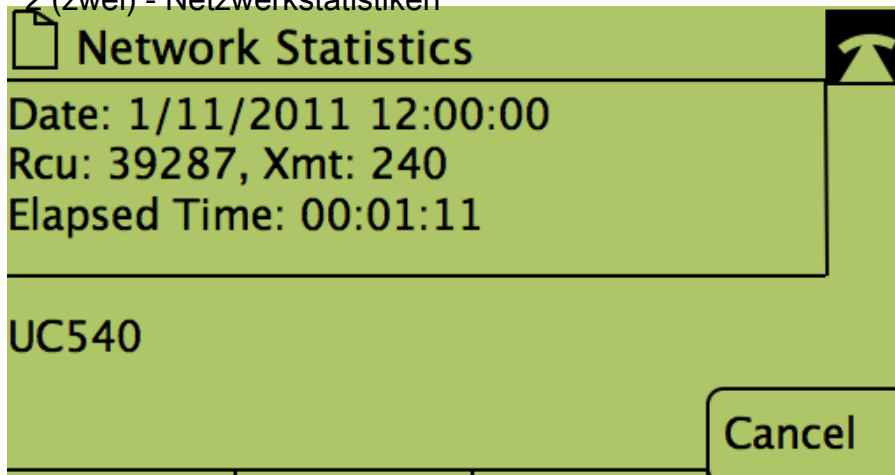 2 (zwei) - Netzwerkstatistiken
Network Statistics
Date: 1/11/2011 12:00:00
Rcu: 39287, Xmt: 240
Elapsed Time: 00:01:11
UC540
Cancel